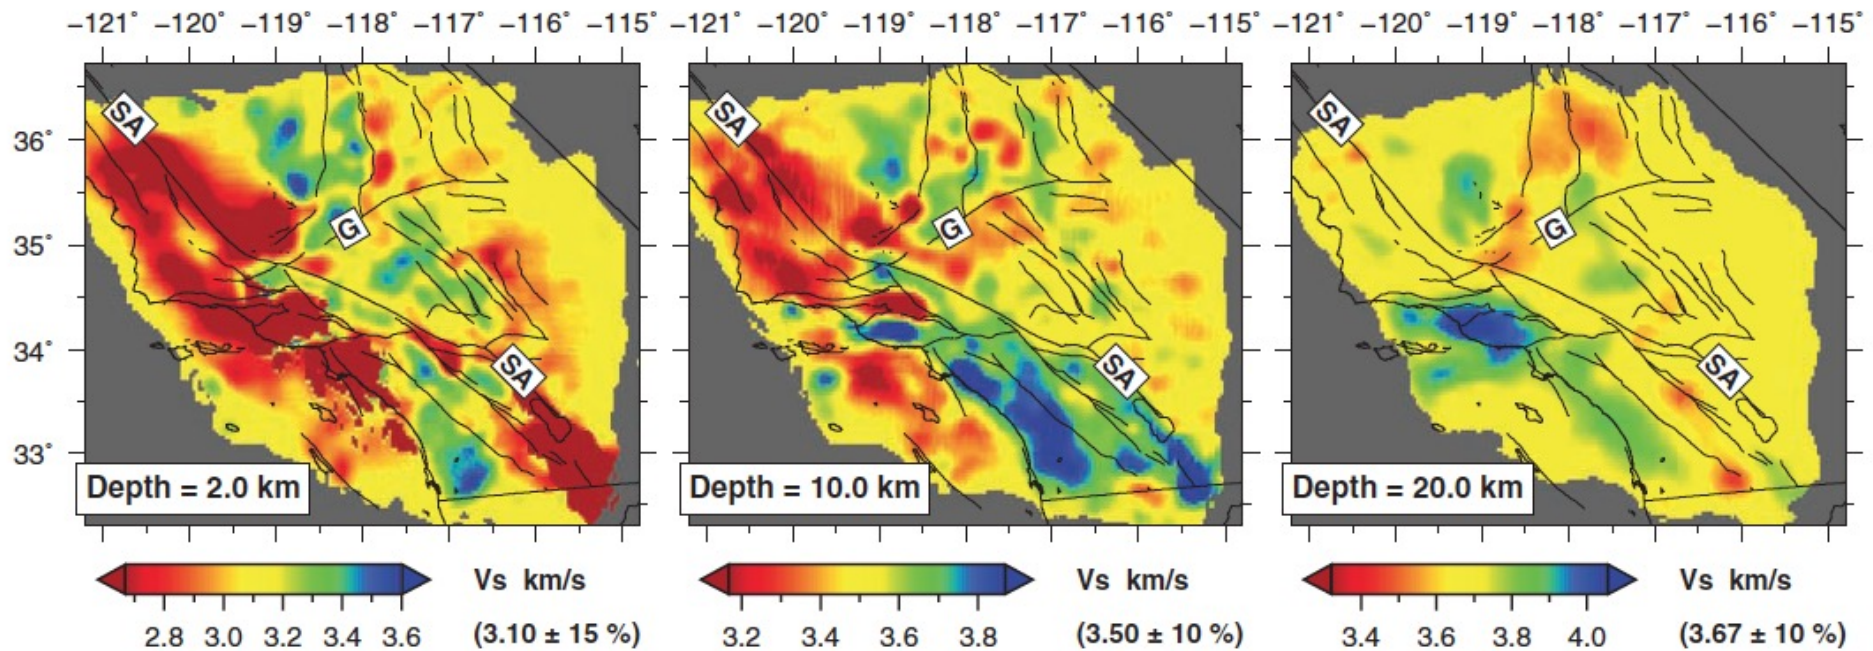 −121° −120° −119° −118° −117° −116° −115° −121° −120° −119° −118° −117° −116° −115° −121° −120° −119° −118° −117° −116° −115°
SA SA SA
36°
G G G
35°
34°
SA SA SA
33°
Depth = 2.0 km Depth = 10.0 km Depth = 20.0 km
Vs km/s Vs km/s Vs km/s
2.8 3.0 3.2 3.4 3.6 (3.10 ± 15 %) 3.2 3.4 3.6 3.8 (3.50 ± 10 %) 3.4 3.6 3.8 4.0 (3.67 ± 10 %)